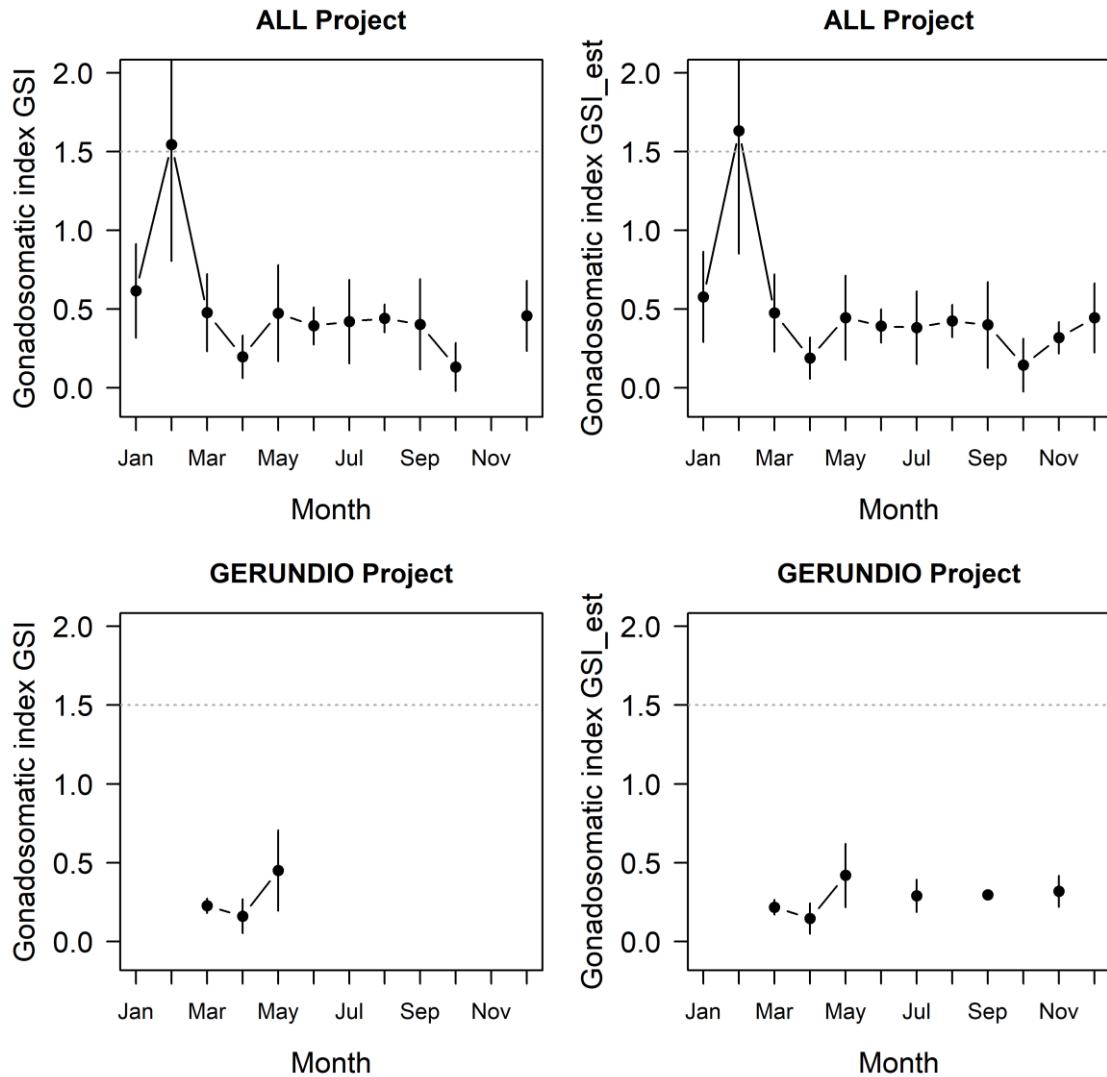 ALL Project
Gonadosomatic index GSI
2.0
1.5
1.0
0.5
0.0
Jan Mar May Jul Sep Nov
Month
ALL Project
Gonadosomatic index GSI_est
2.0
1.5
1.0
0.5
0.0
Jan Mar May Jul Sep Nov
Month
GERUNDIO Project
Gonadosomatic index GSI
2.0
1.5
1.0
0.5
0.0
Jan Mar May Jul Sep Nov
Month
GERUNDIO Project
Gonadosomatic index GSI_est
2.0
1.5
1.0
0.5
0.0
Jan Mar May Jul Sep Nov
Month